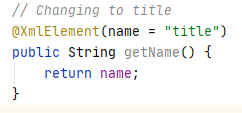 // Changing to title
@XmlElement(name = "title")
public String getName() {
    return name;
}